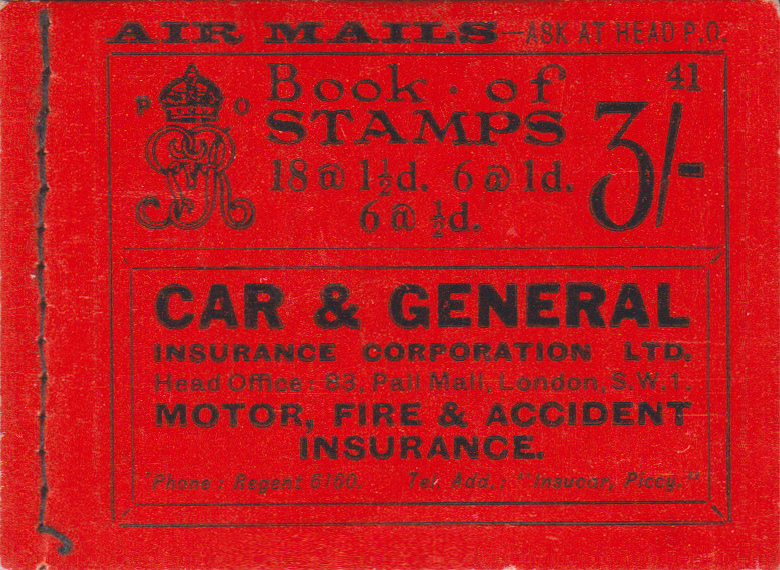 AIR MAILS—ASK AT HEAD P.O.
41
P O
Book · of
STAMPS
3/-
18 @ 1½d. 6 @ 1d.
6 @ ½d.
CAR & GENERAL
INSURANCE CORPORATION LTD.
Head Office: 83, Pall Mall, London, S.W.1.
MOTOR, FIRE & ACCIDENT
INSURANCE.
'Phone: Regent 6160. Tel. Add.: "Insucar, Piccy."